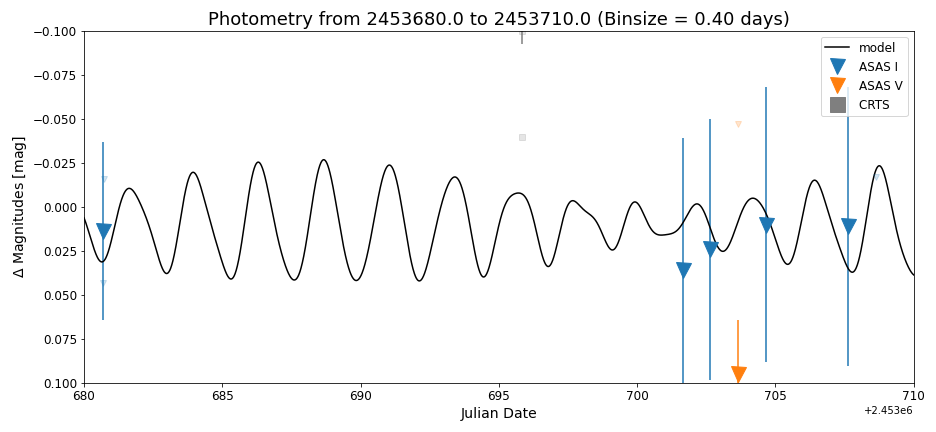 Photometry from 2453680.0 to 2453710.0 (Binsize = 0.40 days)
−0.100
−0.075
−0.050
−0.025
0.000
0.025
0.050
0.075
0.100
Δ Magnitudes [mag]
model
ASAS I
ASAS V
CRTS
680 685 690 695 700 705 710
+2.453e6
Julian Date